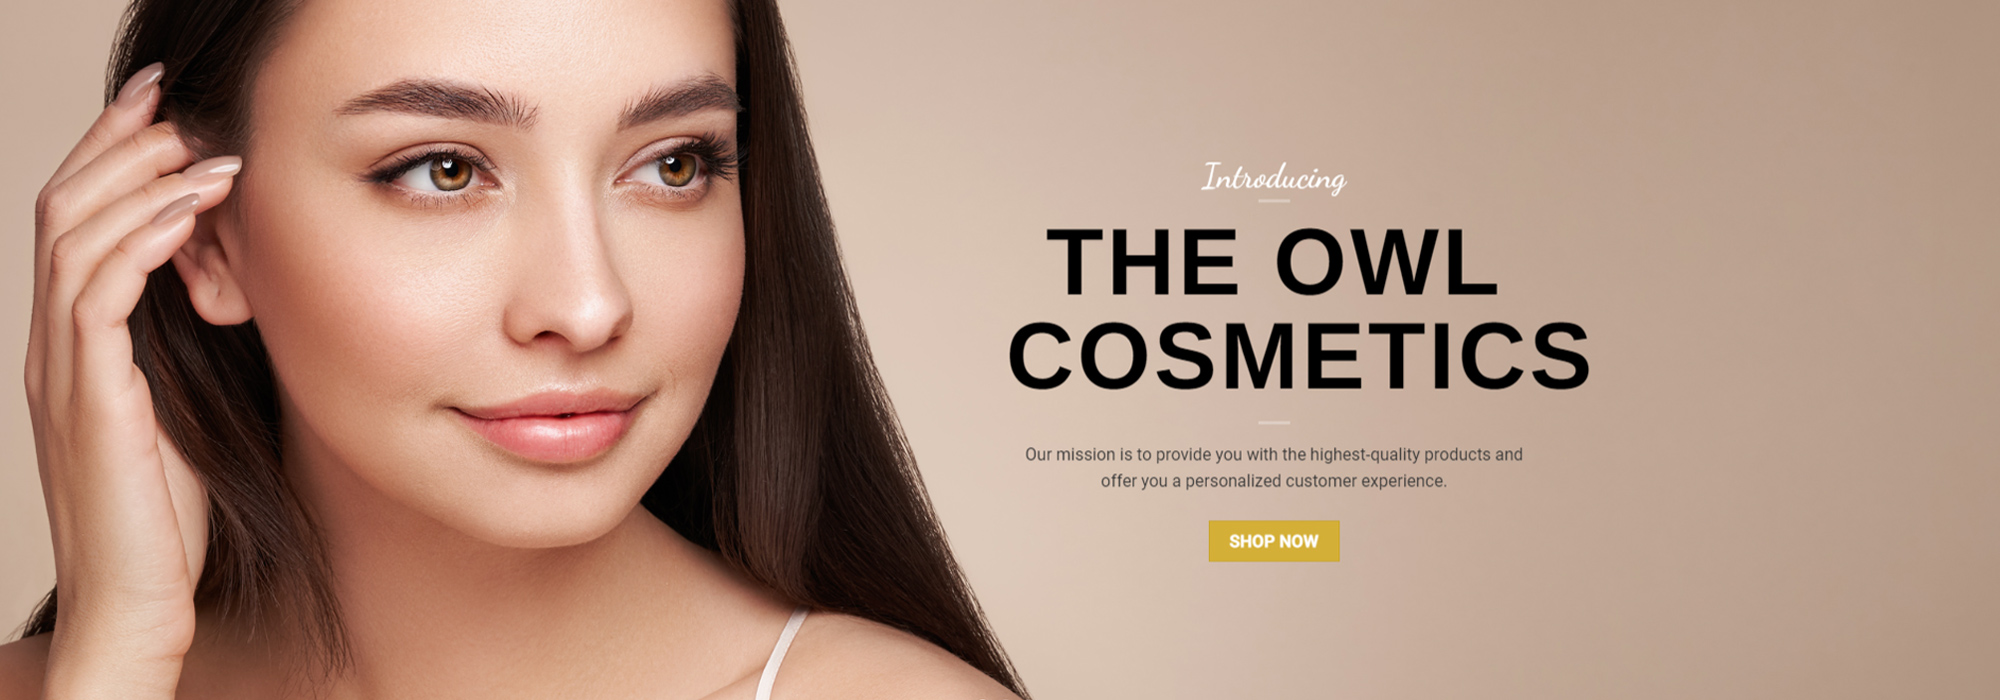 Introducing
THE OWL
COSMETICS
Our mission is to provide you with the highest-quality products and
offer you a personalized customer experience.
SHOP NOW